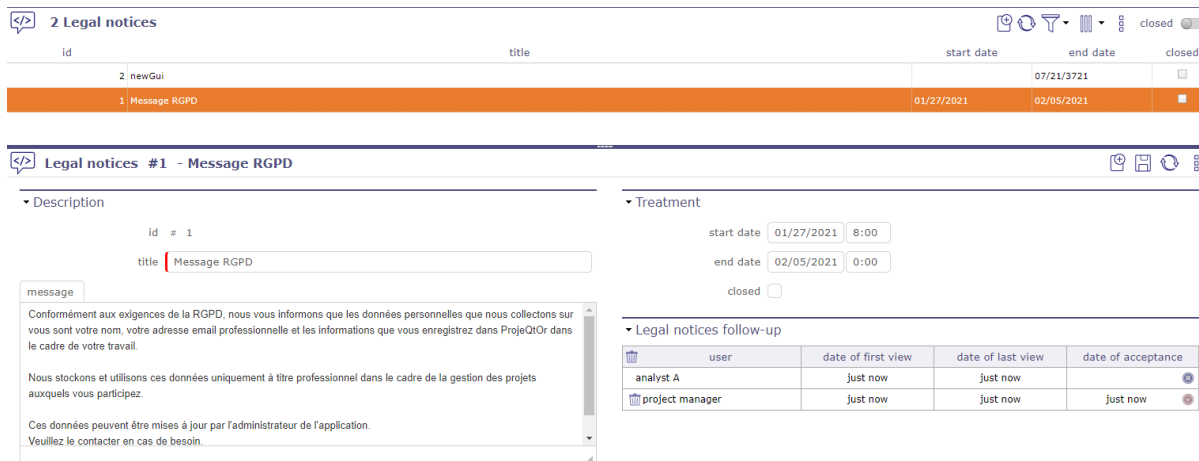 2 Legal notices
closed
id title start date end date closed
2 newGui 07/21/3721
1 Message RGPD 01/27/2021 02/05/2021
Legal notices #1 - Message RGPD
Description
id # 1
title Message RGPD
message
Conformément aux exigences de la RGPD, nous vous informons que les données personnelles que nous collectons sur
vous sont votre nom, votre adresse email professionnelle et les informations que vous enregistrez dans ProjeQtOr dans
le cadre de votre travail.
Nous stockons et utilisons ces données uniquement à titre professionnel dans le cadre de la gestion des projets
auxquels vous participez.
Ces données peuvent être mises à jour par l'administrateur de l'application.
Veuillez le contacter en cas de besoin.
Treatment
start date 01/27/2021 8:00
end date 02/05/2021 0:00
closed
Legal notices follow-up
user date of first view date of last view date of acceptance
analyst A just now just now
project manager just now just now just now